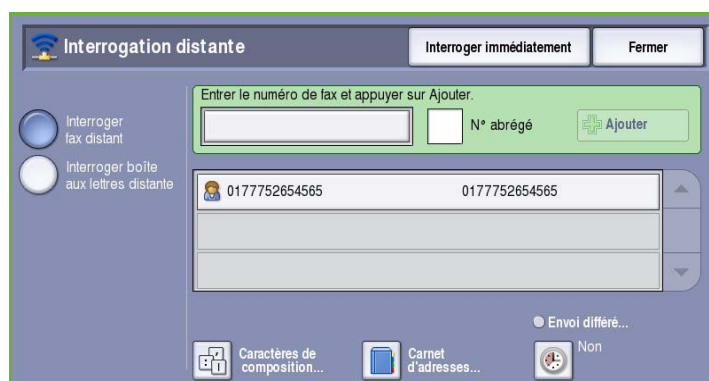 Interrogation distante
Interroger immédiatement
Fermer
Interroger
fax distant
Interroger boîte
aux lettres distante
Entrer le numéro de fax et appuyer sur Ajouter.
N° abrégé
Ajouter
0177752654565 0177752654565
Envoi différé...
Non
Caractères de
composition...
Carnet
d'adresses...